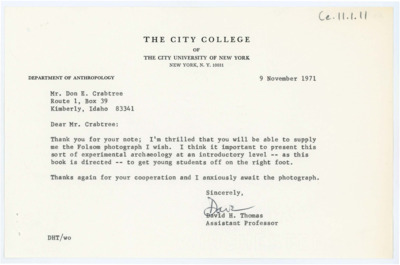 Ce.11.1.11
THE CITY COLLEGE
OF
THE CITY UNIVERSITY OF NEW YORK
NEW YORK, N. Y. 10031
DEPARTMENT OF ANTHROPOLOGY
9 November 1971
Mr. Don E. Crabtree
Route 1, Box 39
Kimberly, Idaho 83341
Dear Mr. Crabtree:
Thank you for your note; I'm thrilled that you will be able to supply
me the Folsom photograph I wish. I think it important to present this
sort of experimental archaeology at an introductory level -- as this
book is directed -- to get young students off on the right foot.
Thanks again for your cooperation and I anxiously await the photograph.
Sincerely,
Dave
David H. Thomas
Assistant Professor
DHT/wo